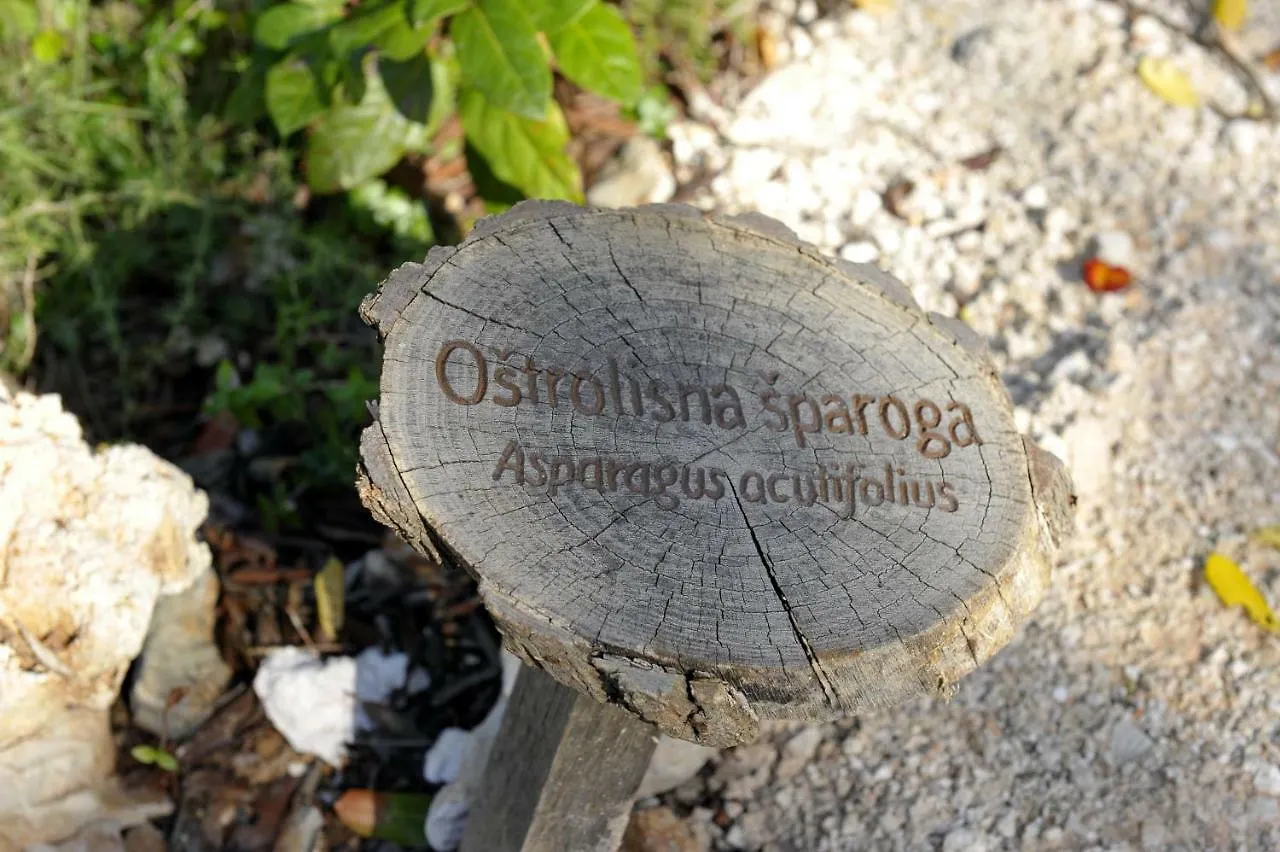 Oštrolisna šparoga
Asparagus acutifolius